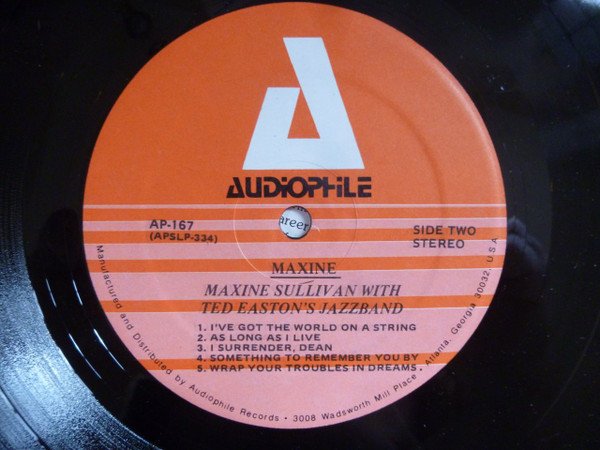 AUDIOPHILE
AP-167
(APSLP-334)
areer
SIDE TWO
STEREO
MAXINE
MAXINE SULLIVAN WITH
TED EASTON'S JAZZBAND
1. I'VE GOT THE WORLD ON A STRING
2. AS LONG AS I LIVE
3. I SURRENDER, DEAN
4. SOMETHING TO REMEMBER YOU BY
5. WRAP YOUR TROUBLES IN DREAMS.
Manufactured and Distributed by Audiophile Records • 3008 Wadsworth Mill Place, Atlanta, Georgia 30032, U.S.A